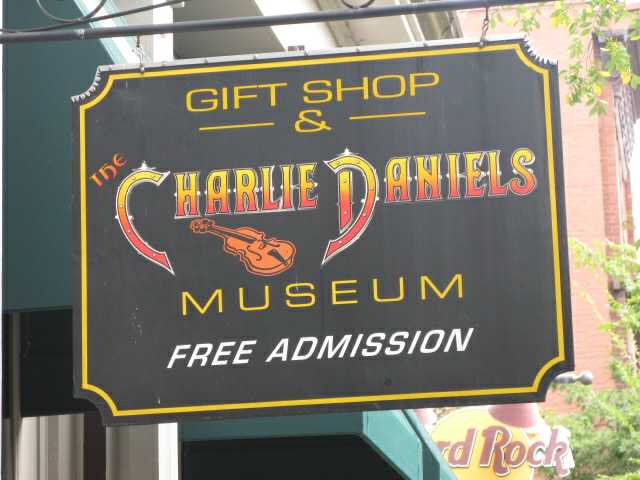 GIFT SHOP
&
THE CHARLIE DANIELS
MUSEUM
FREE ADMISSION
rd Rock